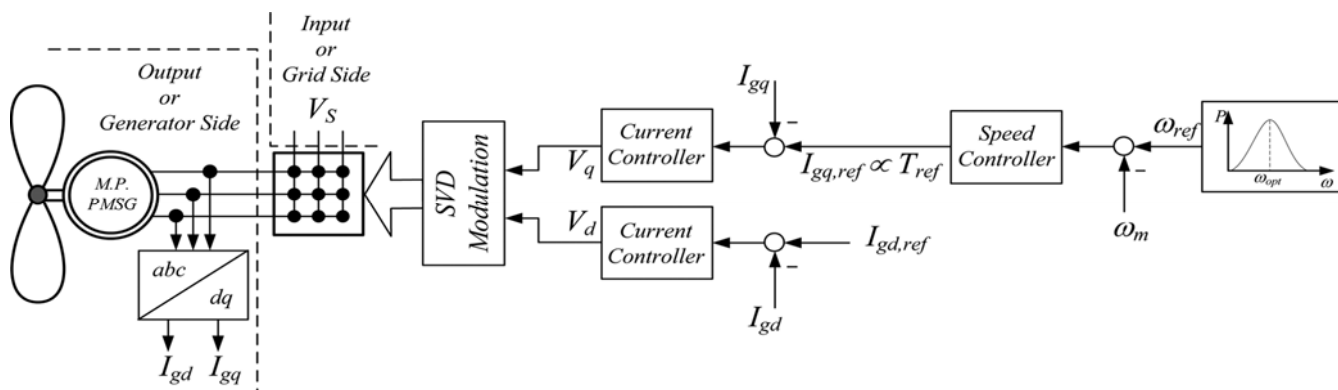 Output
or
Generator Side
Input
or
Grid Side
V_S
M.P.
PMSG
abc
dq
I_gd
I_gq
SVD
Modulation
V_q
V_d
Current
Controller
Current
Controller
I_gq
-
I_gq,ref ∝ T_ref
I_gd,ref
-
I_gd
Speed
Controller
-
ω_m
ω_ref
P
ω_opt
ω